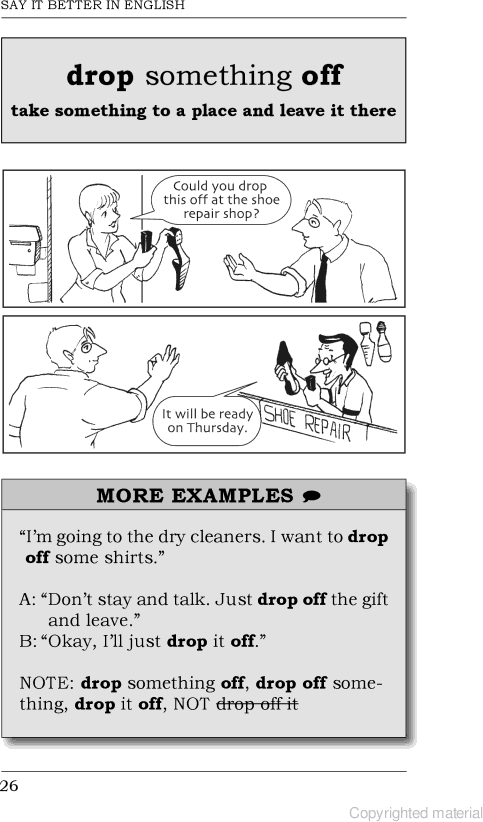 SAY IT BETTER IN ENGLISH
drop something off
take something to a place and leave it there
Could you drop
this off at the shoe
repair shop?
It will be ready
on Thursday.
SHOE REPAIR
MORE EXAMPLES
“I’m going to the dry cleaners. I want to drop
off some shirts.”
A: “Don’t stay and talk. Just drop off the gift
and leave.”
B: “Okay, I’ll just drop it off.”
NOTE: drop something off, drop off some-
thing, drop it off, NOT drop off it
26
Copyrighted material